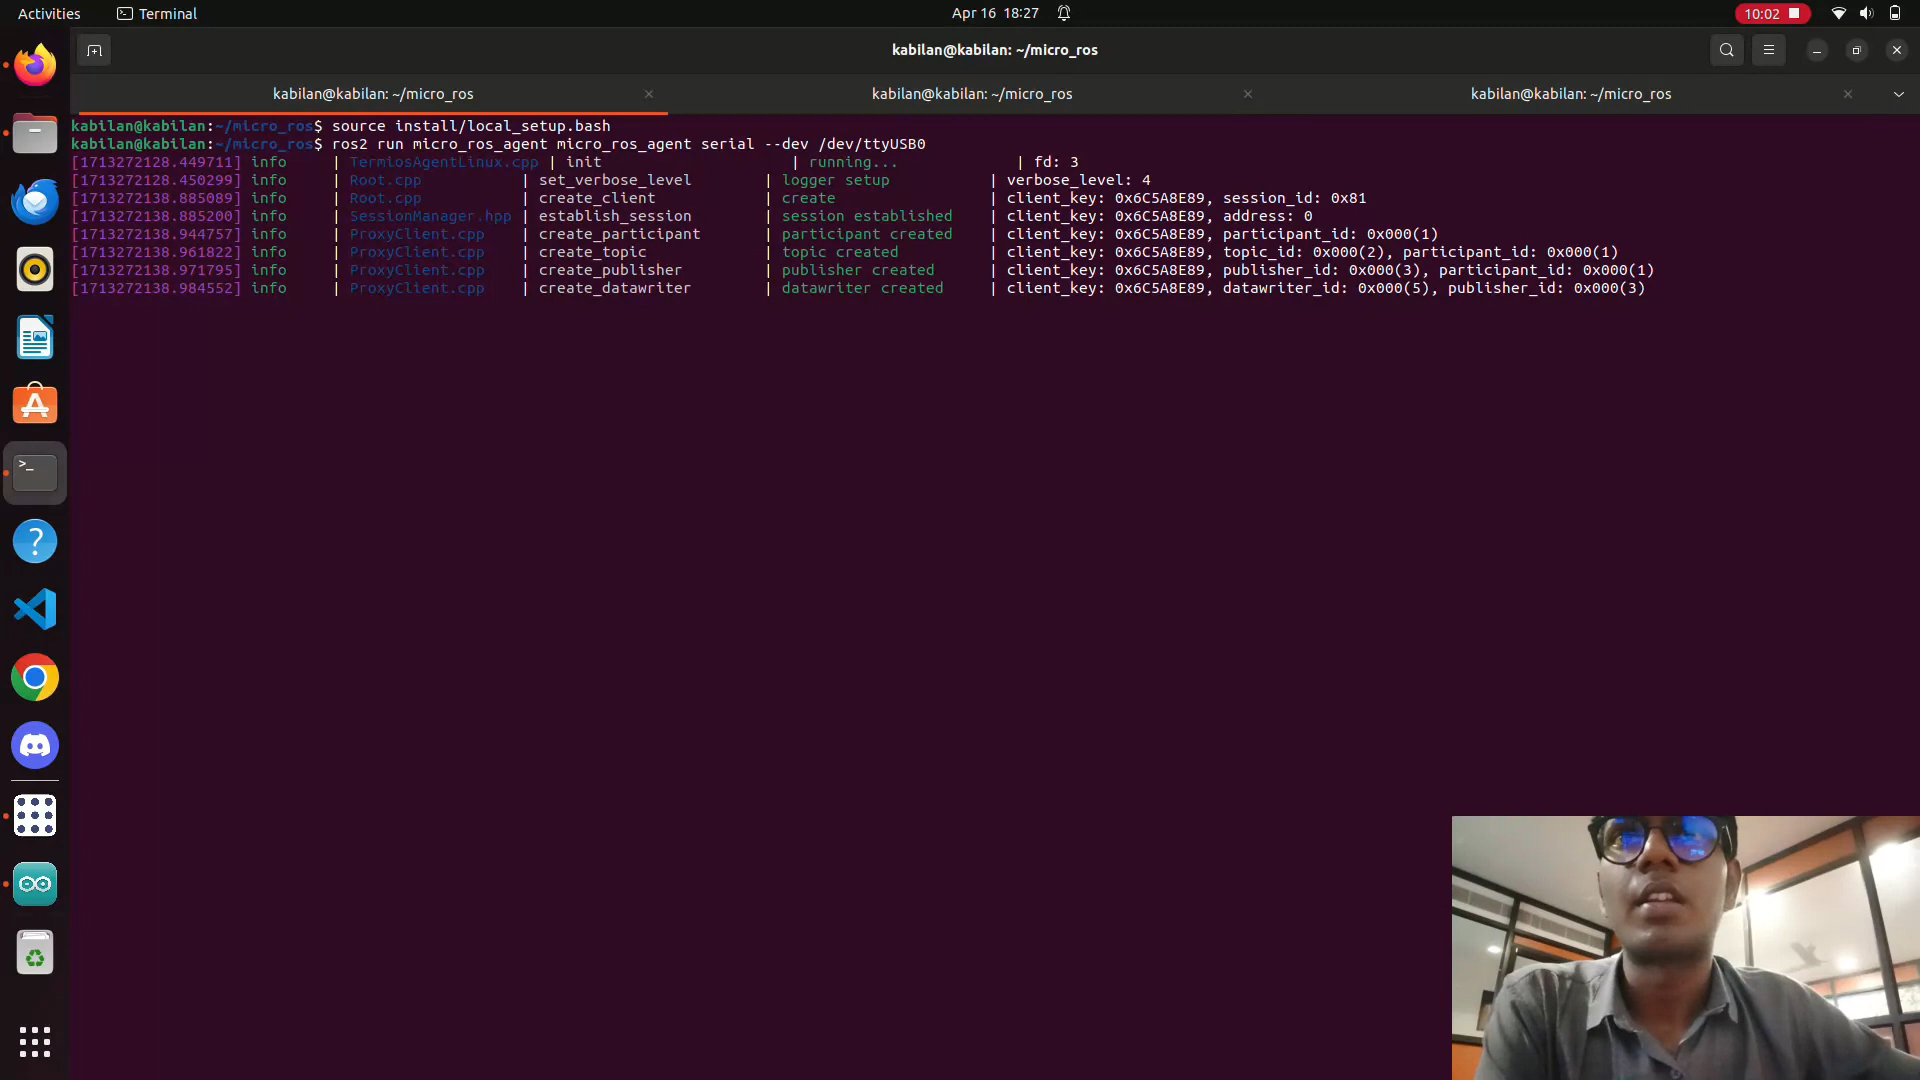 Activities Terminal Apr 16 18:27 10:02
kabilan@kabilan: ~/micro_ros
kabilan@kabilan: ~/micro_ros kabilan@kabilan: ~/micro_ros kabilan@kabilan: ~/micro_ros
kabilan@kabilan:~/micro_ros$ source install/local_setup.bash
kabilan@kabilan:~/micro_ros$ ros2 run micro_ros_agent micro_ros_agent serial --dev /dev/ttyUSB0
[1713272128.449711] info | TermiosAgentLinux.cpp | init | running... | fd: 3
[1713272128.450299] info | Root.cpp | set_verbose_level | logger setup | verbose_level: 4
[1713272138.885089] info | Root.cpp | create_client | create | client_key: 0x6C5A8E89, session_id: 0x81
[1713272138.885200] info | SessionManager.hpp | establish_session | session established | client_key: 0x6C5A8E89, address: 0
[1713272138.944757] info | ProxyClient.cpp | create_participant | participant created | client_key: 0x6C5A8E89, participant_id: 0x000(1)
[1713272138.961822] info | ProxyClient.cpp | create_topic | topic created | client_key: 0x6C5A8E89, topic_id: 0x000(2), participant_id: 0x000(1)
[1713272138.971795] info | ProxyClient.cpp | create_publisher | publisher created | client_key: 0x6C5A8E89, publisher_id: 0x000(3), participant_id: 0x000(1)
[1713272138.984552] info | ProxyClient.cpp | create_datawriter | datawriter created | client_key: 0x6C5A8E89, datawriter_id: 0x000(5), publisher_id: 0x000(3)